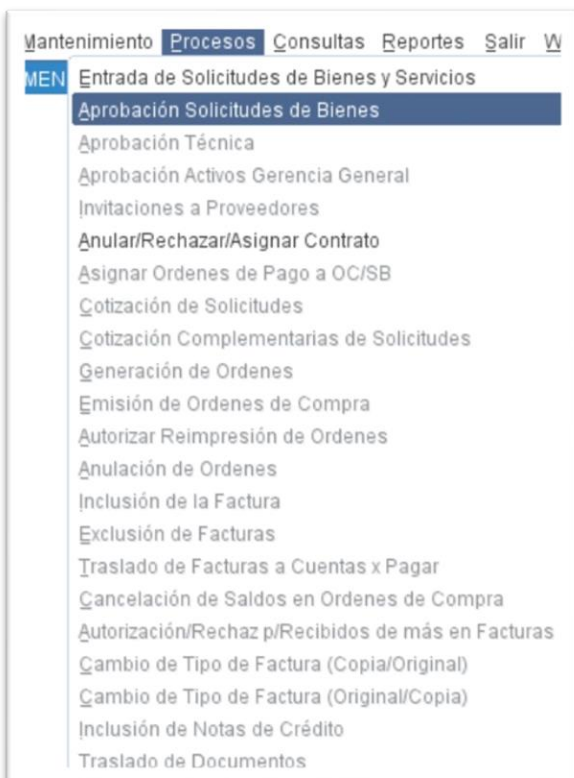 Mantenimiento Procesos Consultas Reportes Salir W
MEN Entrada de Solicitudes de Bienes y Servicios
Aprobación Solicitudes de Bienes
Aprobación Técnica
Aprobación Activos Gerencia General
Invitaciones a Proveedores
Anular/Rechazar/Asignar Contrato
Asignar Ordenes de Pago a OC/SB
Cotización de Solicitudes
Cotización Complementarias de Solicitudes
Generación de Ordenes
Emisión de Ordenes de Compra
Autorizar Reimpresión de Ordenes
Anulación de Ordenes
Inclusión de la Factura
Exclusión de Facturas
Traslado de Facturas a Cuentas x Pagar
Cancelación de Saldos en Ordenes de Compra
Autorización/Rechaz p/Recibidos de más en Facturas
Cambio de Tipo de Factura (Copia/Original)
Cambio de Tipo de Factura (Original/Copia)
Inclusión de Notas de Crédito
Traslado de Documentos